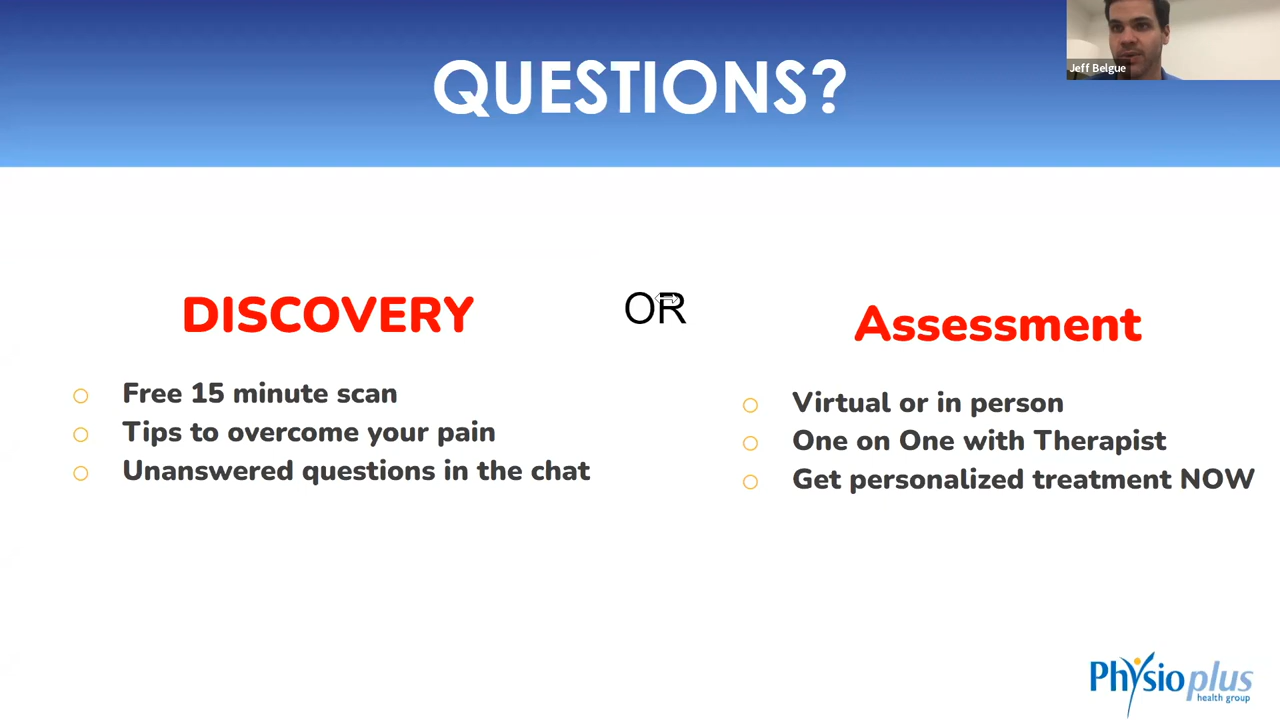 QUESTIONS?
Jeff Belgue
DISCOVERY
Free 15 minute scan
Tips to overcome your pain
Unanswered questions in the chat
OR
Assessment
Virtual or in person
One on One with Therapist
Get personalized treatment NOW
Physioplus
health group